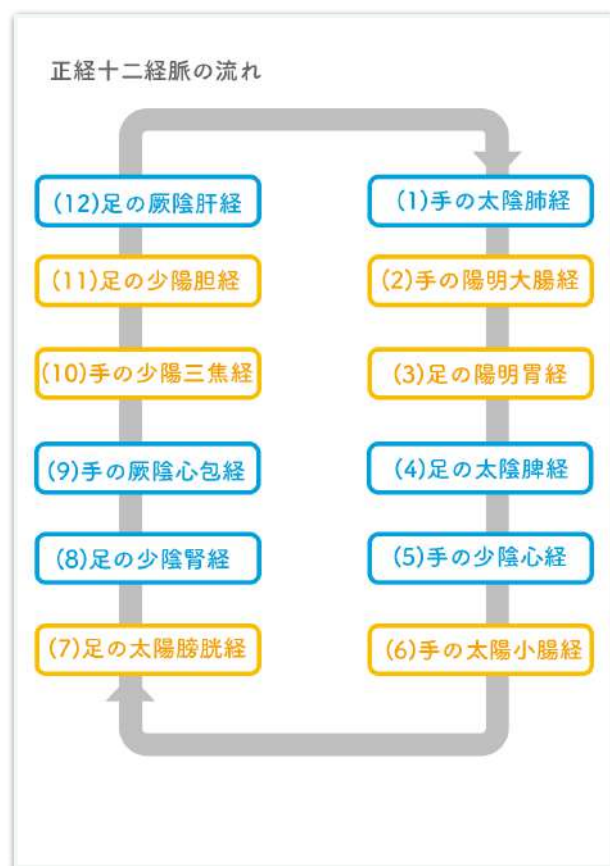 正経十二経脈の流れ
(12)足の厥陰肝経
(1)手の太陰肺経
(11)足の少陽胆経
(2)手の陽明大腸経
(10)手の少陽三焦経
(3)足の陽明胃経
(9)手の厥陰心包経
(4)足の太陰脾経
(8)足の少陰腎経
(5)手の少陰心経
(7)足の太陽膀胱経
(6)手の太陽小腸経